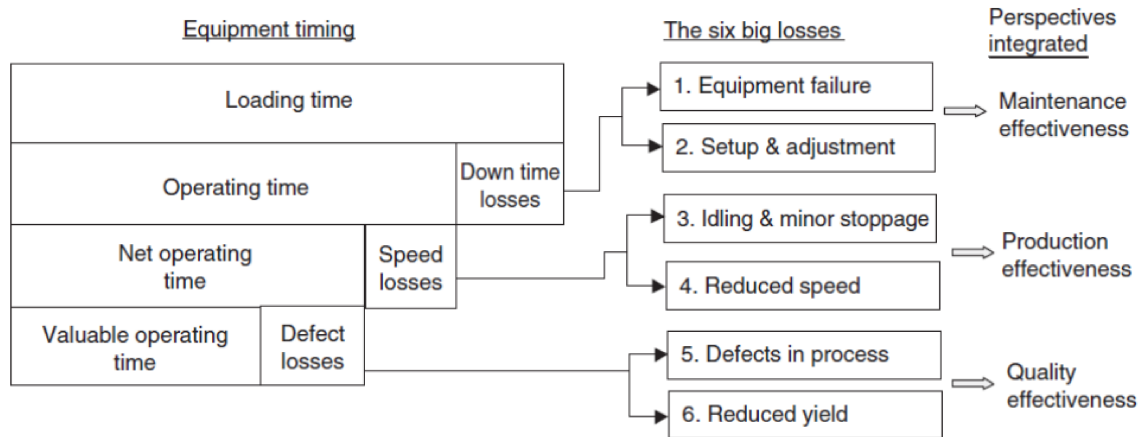 Equipment timing
The six big losses
Perspectives
integrated
Loading time
Operating time
Down time
losses
Net operating
time
Speed
losses
Valuable operating
time
Defect
losses
1. Equipment failure
2. Setup & adjustment
3. Idling & minor stoppage
4. Reduced speed
5. Defects in process
6. Reduced yield
Maintenance
effectiveness
Production
effectiveness
Quality
effectiveness